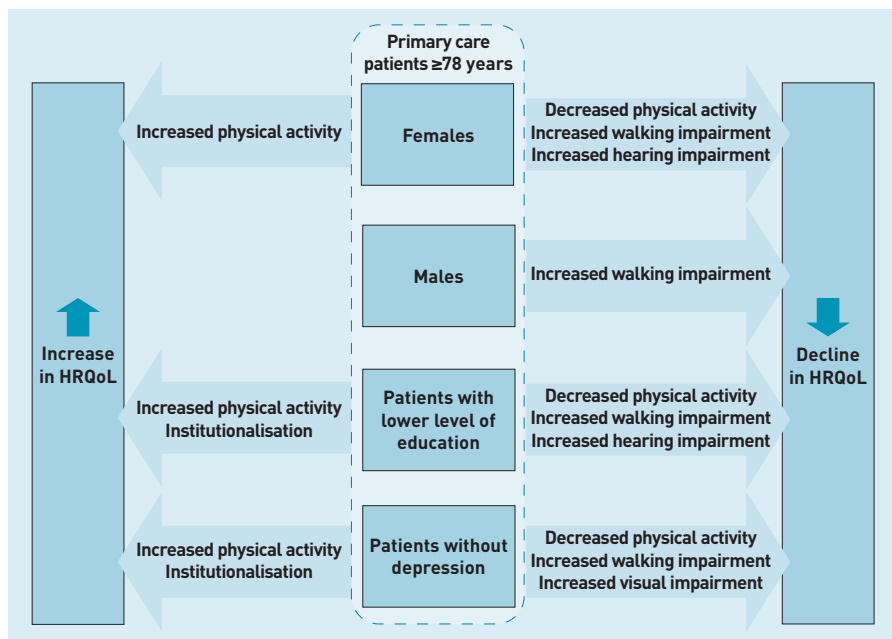 Primary care
patients ≥78 years
Increased physical activity
Females
Decreased physical activity
Increased walking impairment
Increased hearing impairment
Males
Increased walking impairment
Increase
in HRQoL
Decline
in HRQoL
Increased physical activity
Institutionalisation
Patients with
lower level of
education
Decreased physical activity
Increased walking impairment
Increased hearing impairment
Increased physical activity
Institutionalisation
Patients without
depression
Decreased physical activity
Increased walking impairment
Increased visual impairment